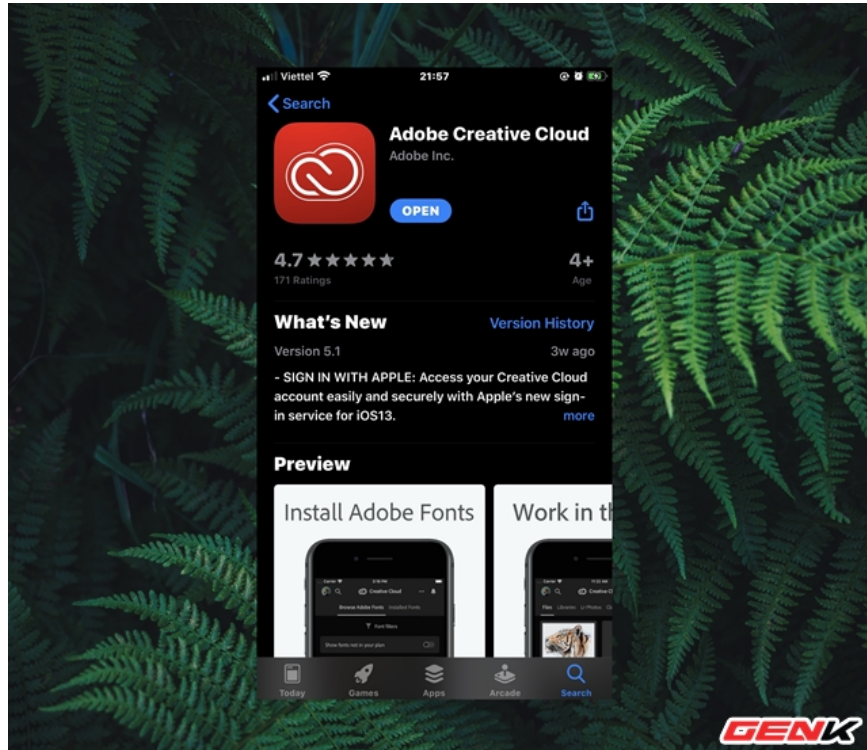 Viettel 21:57
Search
Adobe Creative Cloud
Adobe Inc.
OPEN
4.7 4+
171 Ratings Age
What's New Version History
Version 5.1 3w ago
- SIGN IN WITH APPLE: Access your Creative Cloud
account easily and securely with Apple's new sign-
in service for iOS13. more
Preview
Install Adobe Fonts Work in th
Creative Cloud Creative C
Browse Adobe Fonts Installed Fonts Files Libraries
Font filters
Show fonts not in your plan
Today Games Apps Arcade Search
GENK